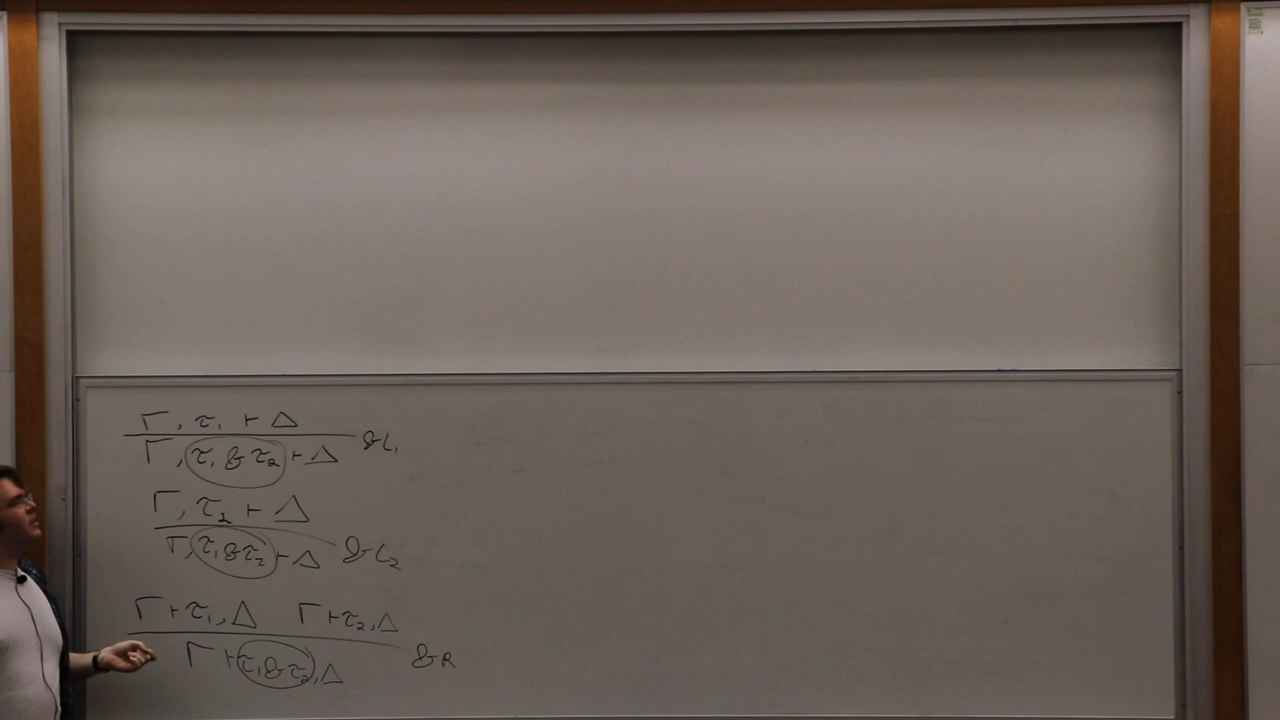 Γ, τ₁ ⊢ Δ
Γ, τ₁ & τ₂ ⊢ Δ &L₁
Γ, τ₂ ⊢ Δ
Γ, τ₁ & τ₂ ⊢ Δ &L₂
Γ ⊢ τ₁, Δ Γ ⊢ τ₂, Δ
Γ ⊢ τ₁ & τ₂, Δ &R